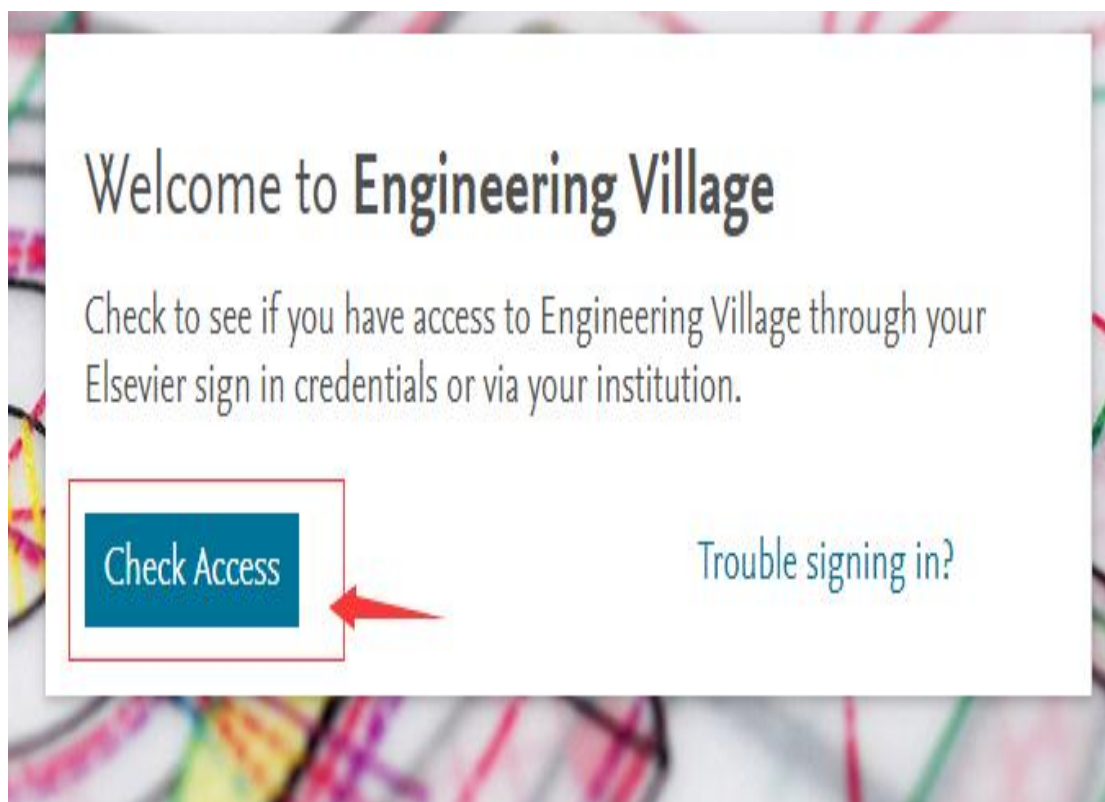 Welcome to Engineering Village
Check to see if you have access to Engineering Village through your
Elsevier sign in credentials or via your institution.
Check Access
Trouble signing in?